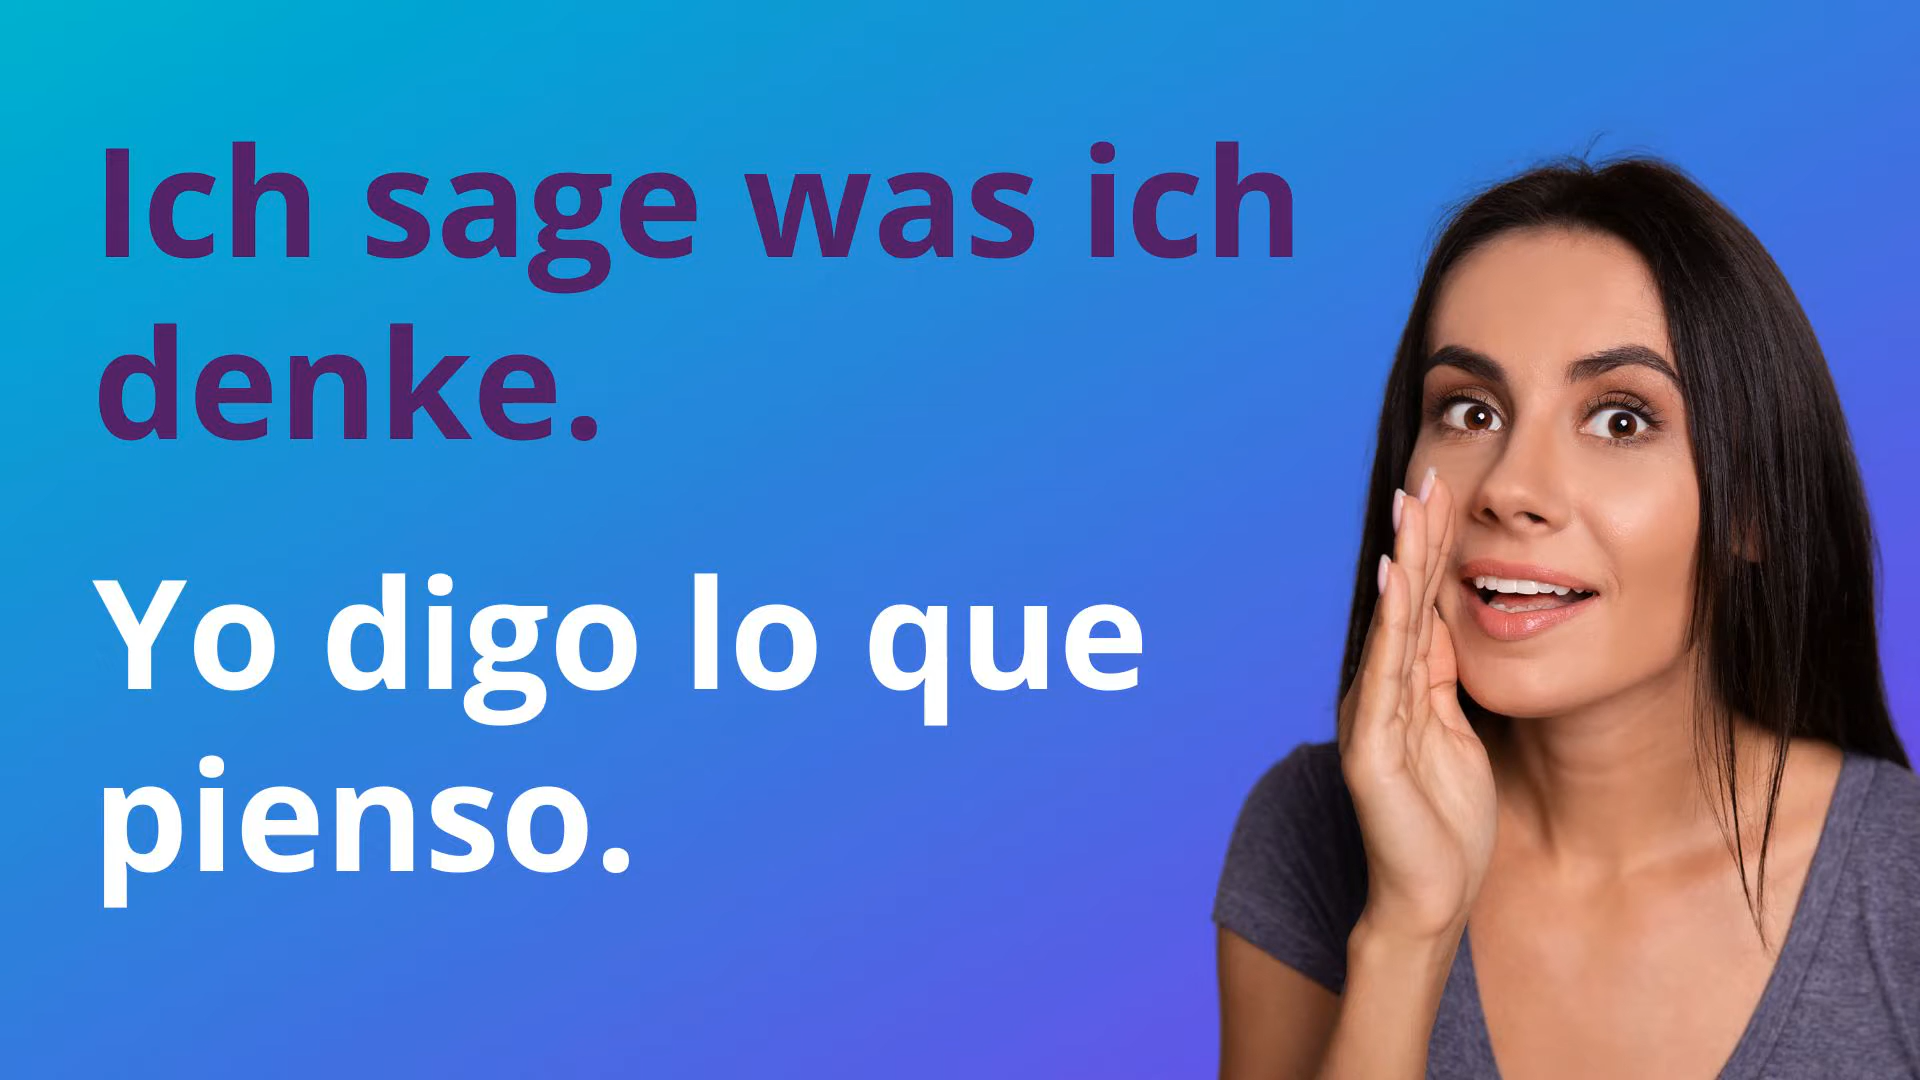 Ich sage was ich
denke.
Yo digo lo que
pienso.